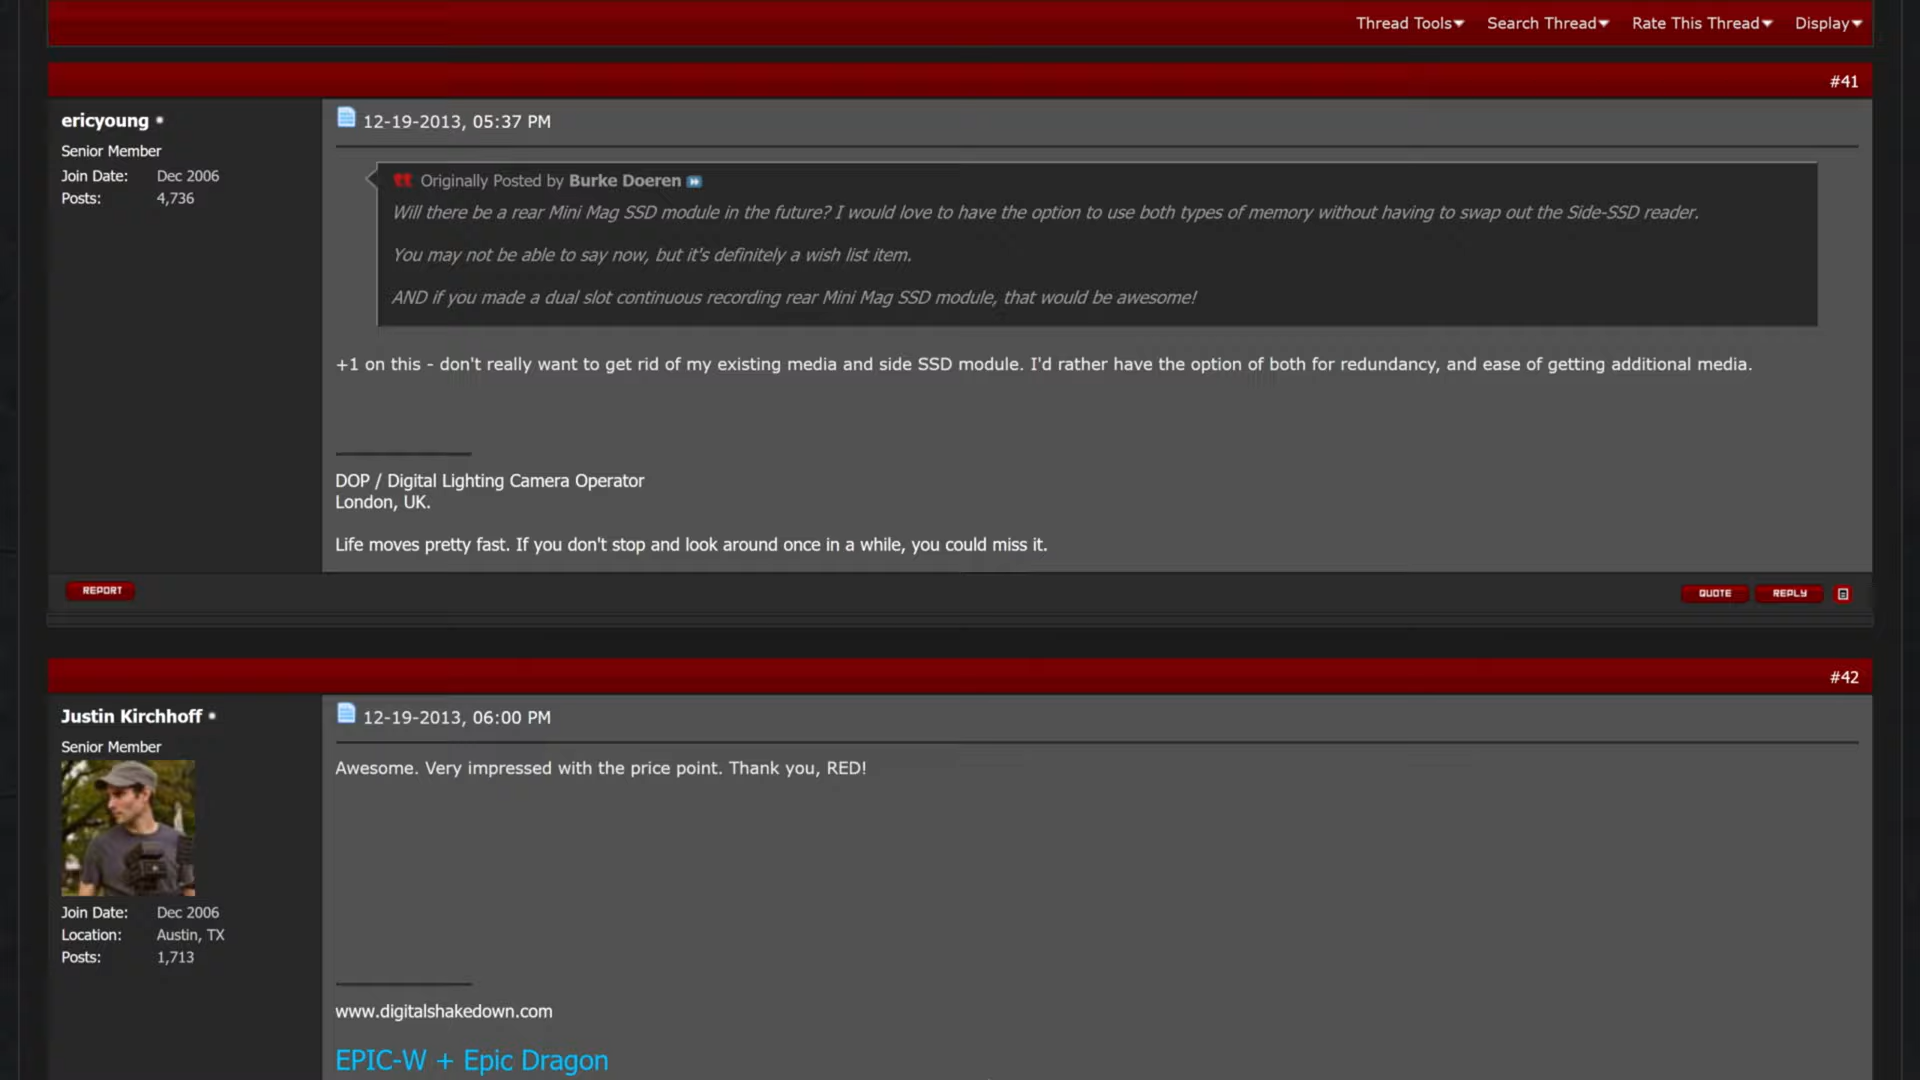 Thread Tools Search Thread Rate This Thread Display
#41
ericyoung
Senior Member
Join Date: Dec 2006
Posts: 4,736
12-19-2013, 05:37 PM
Originally Posted by Burke Doeren
Will there be a rear Mini Mag SSD module in the future? I would love to have the option to use both types of memory without having to swap out the Side-SSD reader.
You may not be able to say now, but it's definitely a wish list item.
AND if you made a dual slot continuous recording rear Mini Mag SSD module, that would be awesome!
+1 on this - don't really want to get rid of my existing media and side SSD module. I'd rather have the option of both for redundancy, and ease of getting additional media.
DOP / Digital Lighting Camera Operator
London, UK.
Life moves pretty fast. If you don't stop and look around once in a while, you could miss it.
REPORT
QUOTE REPLY
#42
Justin Kirchhoff
Senior Member
Join Date: Dec 2006
Location: Austin, TX
Posts: 1,713
12-19-2013, 06:00 PM
Awesome. Very impressed with the price point. Thank you, RED!
www.digitalshakedown.com
EPIC-W + Epic Dragon